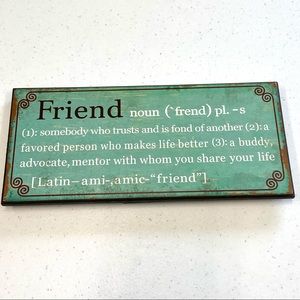 Friend noun (`frend) pl. -s
(1): somebody who trusts and is fond of another (2): a
favored person who makes life better (3): a buddy,
advocate, mentor with whom you share your life
[Latin-ami-,amic-"friend"].